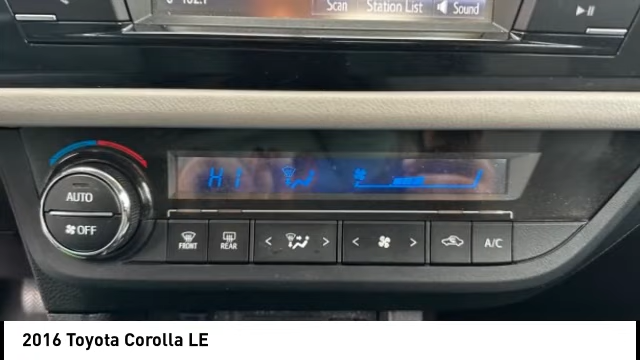 Scan Station List Sound
HI
AUTO
OFF
FRONT REAR A/C
2016 Toyota Corolla LE